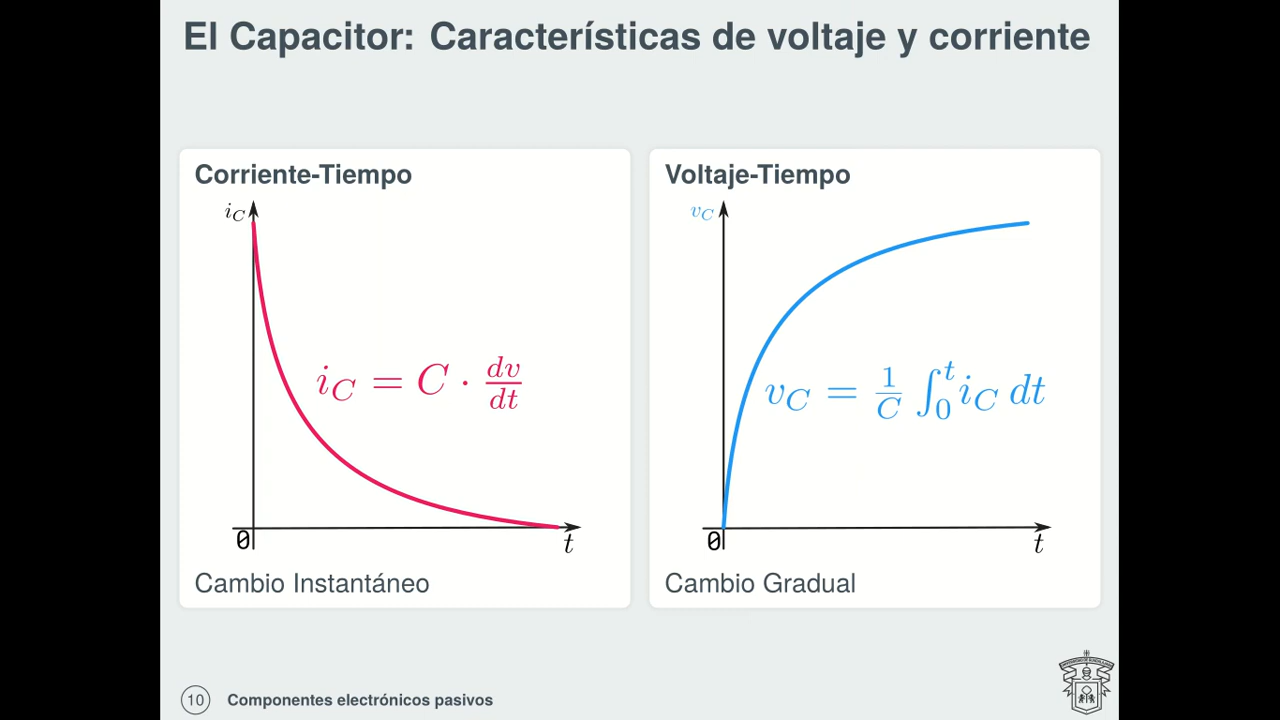 El Capacitor: Características de voltaje y corriente
Corriente-Tiempo
i_C
i_C = C · dv/dt
0
t
Cambio Instantáneo
Voltaje-Tiempo
v_C
v_C = 1/C ∫_0^t i_C dt
0
t
Cambio Gradual
10
Componentes electrónicos pasivos